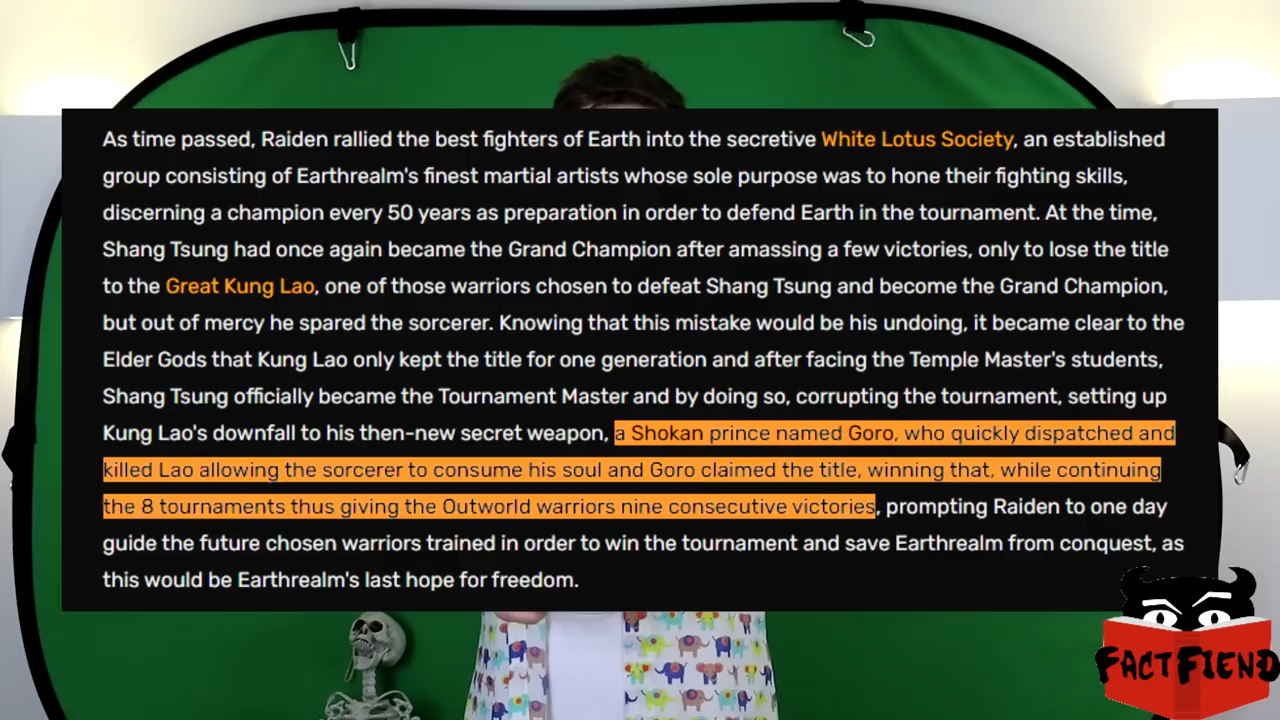 As time passed, Raiden rallied the best fighters of Earth into the secretive White Lotus Society, an established
group consisting of Earthrealm's finest martial artists whose sole purpose was to hone their fighting skills,
discerning a champion every 50 years as preparation in order to defend Earth in the tournament. At the time,
Shang Tsung had once again became the Grand Champion after amassing a few victories, only to lose the title
to the Great Kung Lao, one of those warriors chosen to defeat Shang Tsung and become the Grand Champion,
but out of mercy he spared the sorcerer. Knowing that this mistake would be his undoing, it became clear to the
Elder Gods that Kung Lao only kept the title for one generation and after facing the Temple Master's students,
Shang Tsung officially became the Tournament Master and by doing so, corrupting the tournament, setting up
Kung Lao's downfall to his then-new secret weapon, a Shokan prince named Goro, who quickly dispatched and
killed Lao allowing the sorcerer to consume his soul and Goro claimed the title, winning that, while continuing
the 8 tournaments thus giving the Outworld warriors nine consecutive victories, prompting Raiden to one day
guide the future chosen warriors trained in order to win the tournament and save Earthrealm from conquest, as
this would be Earthrealm's last hope for freedom.
FACT FIEND